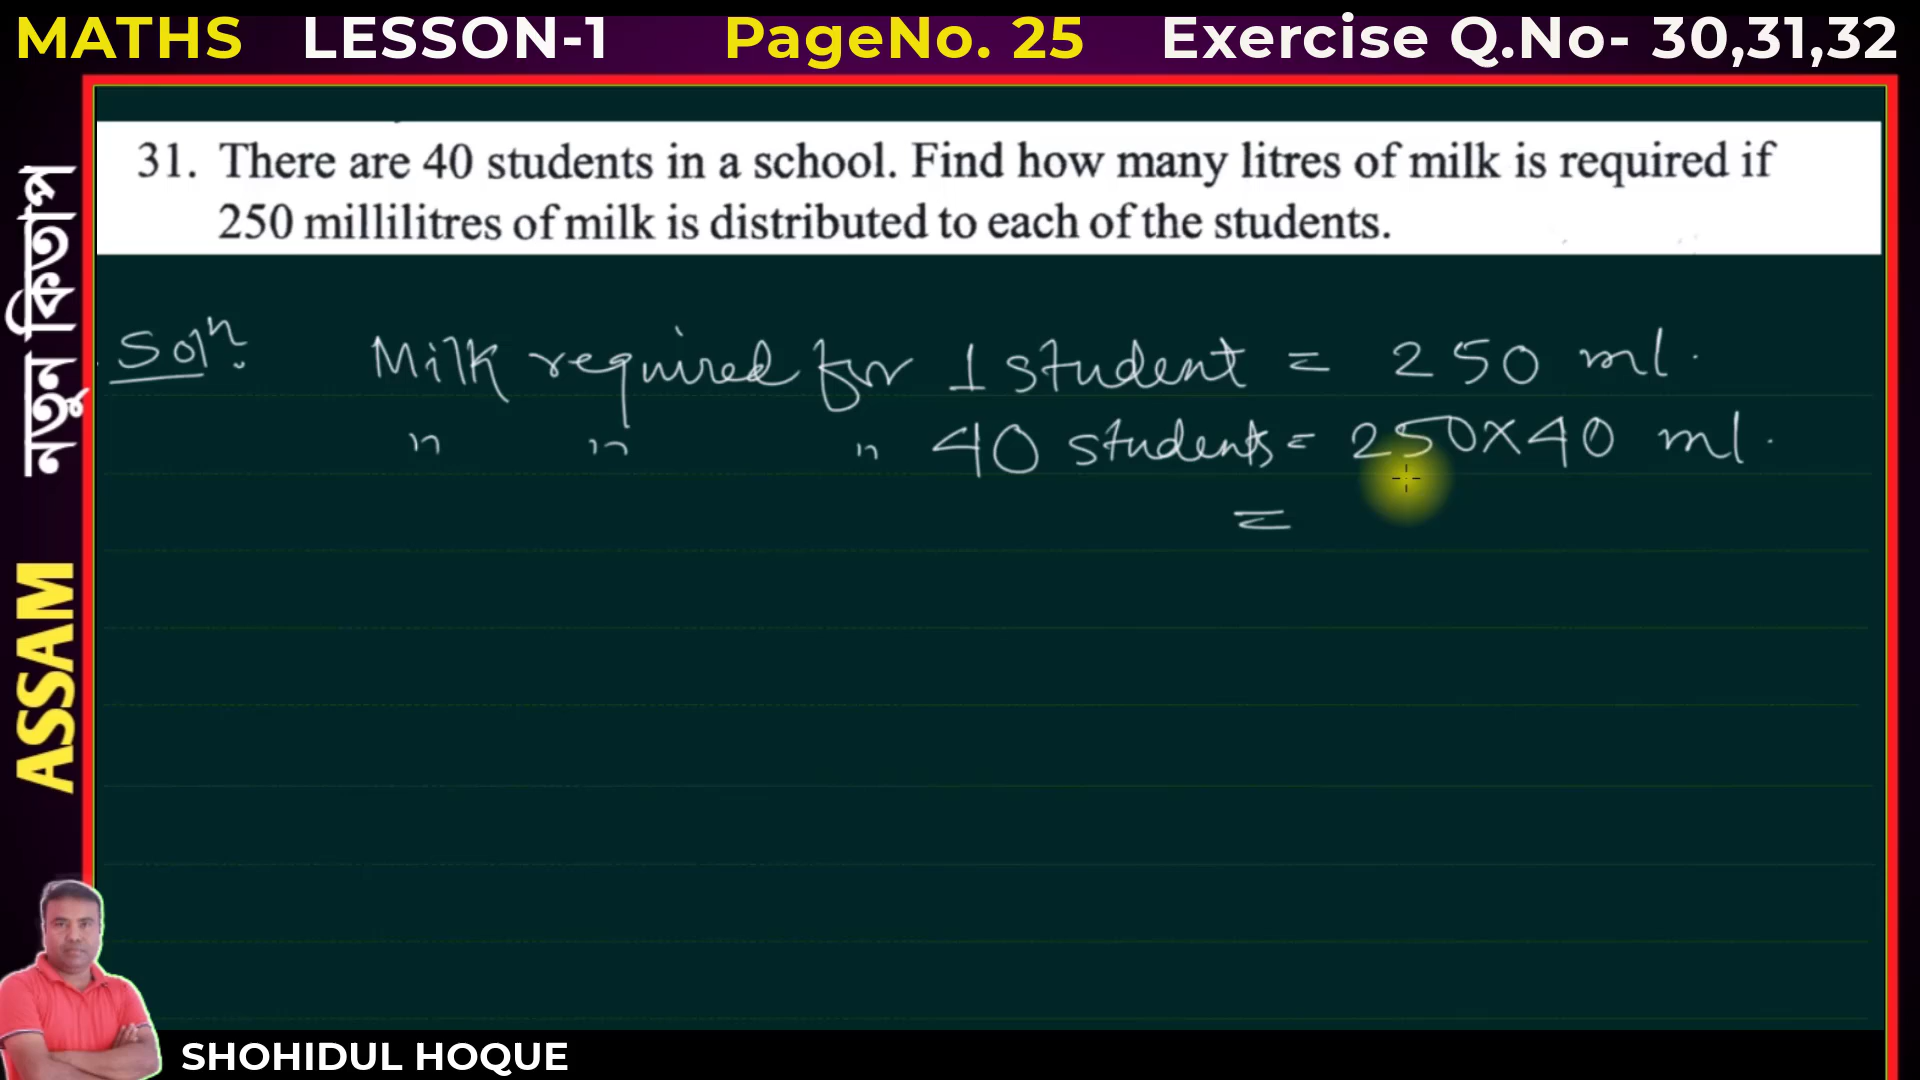 MATHS LESSON-1 PageNo. 25 Exercise Q.No- 30,31,32
31. There are 40 students in a school. Find how many litres of milk is required if
250 millilitres of milk is distributed to each of the students.
Solⁿ. Milk required for 1 student = 250 ml.
" " " 40 students = 250×40 ml.
=
নতুন কিতাপ
ASSAM
SHOHIDUL HOQUE